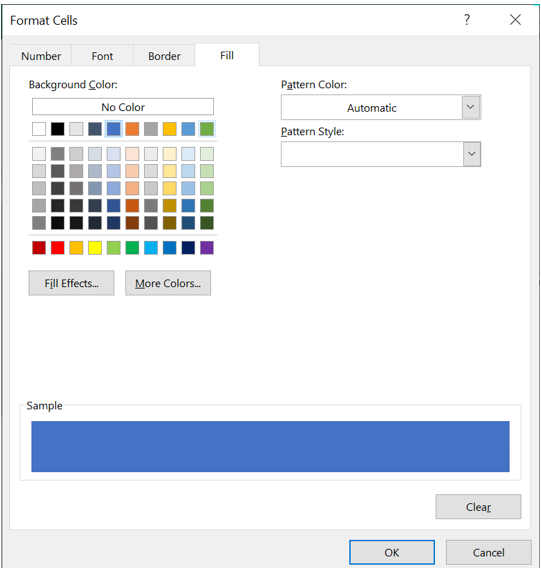 Format Cells
?
Number Font Border Fill
Background Color:
No Color
Pattern Color:
Automatic
Pattern Style:
Fill Effects...
More Colors...
Sample
Clear
OK
Cancel